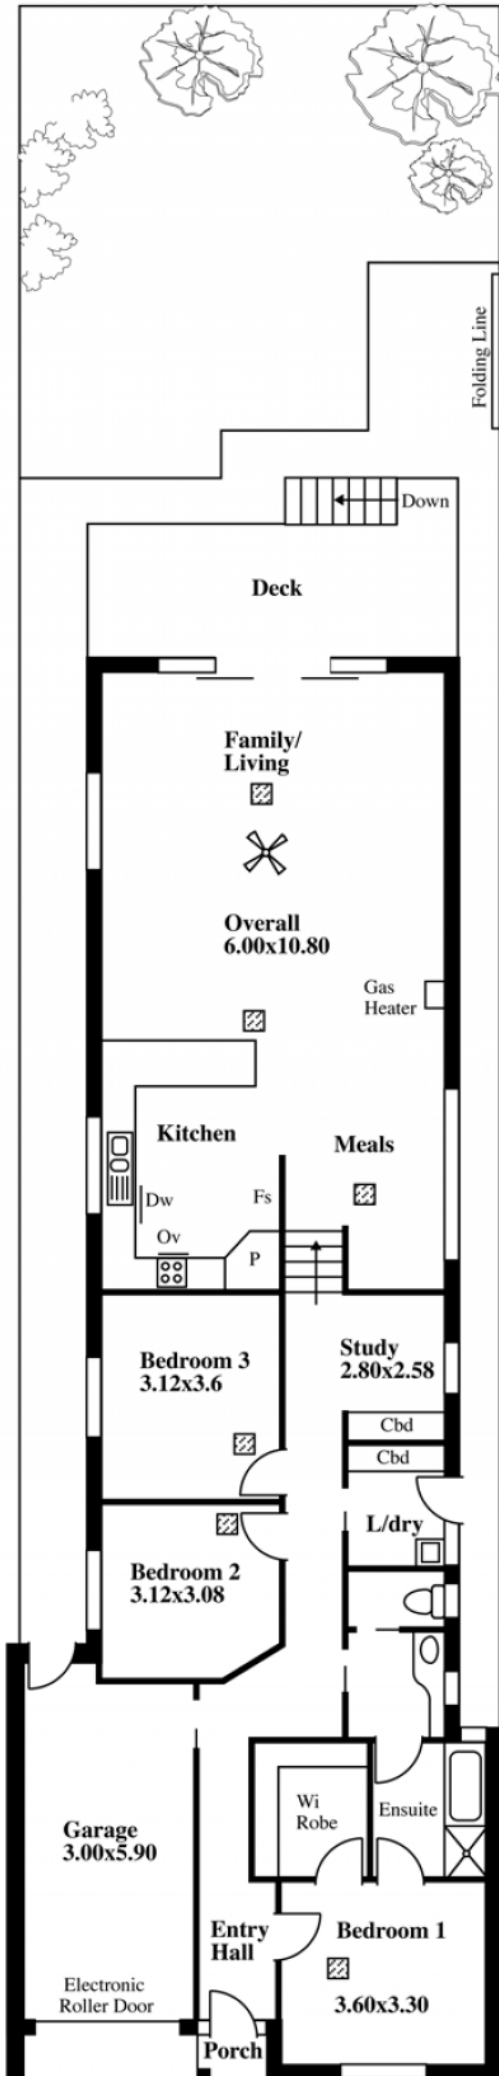 Folding Line
Down
Deck
Family/
Living
Overall
6.00x10.80
Gas
Heater
Kitchen
Meals
Dw
Fs
Ov
P
Bedroom 3
3.12x3.6
Study
2.80x2.58
Cbd
Cbd
L/dry
Bedroom 2
3.12x3.08
Wi
Robe
Ensuite
Garage
3.00x5.90
Entry
Hall
Bedroom 1
3.60x3.30
Electronic
Roller Door
Porch